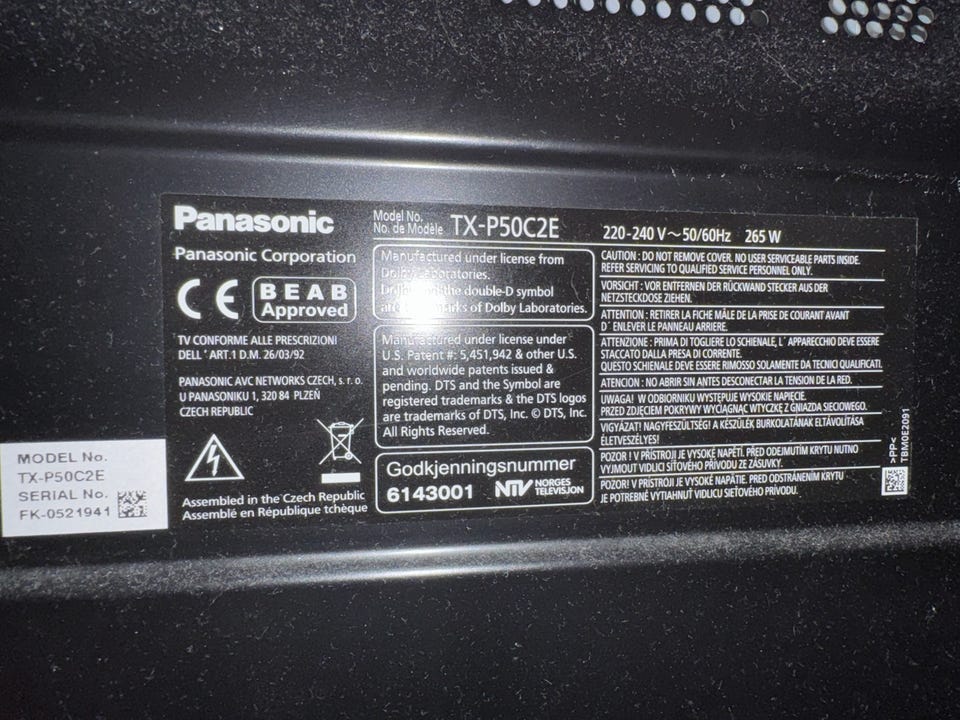 Panasonic
Panasonic Corporation
CE
BEAB
Approved
TV CONFORME ALLE PRESCRIZIONI
DELL'ART.1 D.M. 26/03/92
PANASONIC AVC NETWORKS CZECH, s. r. o.
U PANASONIKU 1, 320 84 PLZEŇ
CZECH REPUBLIC
Assembled in the Czech Republic
Assemblé en République tchèque
Model No.
No. de Modèle
TX-P50C2E
Manufactured under license from
Dolby Laboratories.
the double-D symbol
marks of Dolby Laboratories.
Manufactured under license under
U.S. Patent #: 5,451,942 & other U.S.
and worldwide patents issued &
pending. DTS and the Symbol are
registered trademarks & the DTS logos
are trademarks of DTS, Inc. © DTS, Inc.
All Rights Reserved.
Godkjenningsnummer
6143001
NTV NORGES
TELEVISJON
220-240 V~50/60Hz 265 W
CAUTION : DO NOT REMOVE COVER. NO USER SERVICEABLE PARTS INSIDE.
REFER SERVICING TO QUALIFIED SERVICE PERSONNEL ONLY.
VORSICHT : VOR ENTFERNEN DER RÜCKWAND STECKER AUS DER
NETZSTECKDOSE ZIEHEN.
ATTENTION : RETIRER LA FICHE MÂLE DE LA PRISE DE COURANT AVANT
D' ENLEVER LE PANNEAU ARRIERE.
ATTENZIONE : PRIMA DI TOGLIERE LO SCHIENALE, L' APPARECCHIO DEVE ESSERE
STACCATO DALLA PRESA DI CORRENTE.
QUESTO SCHIENALE DEVE ESSERE RIMOSSO SOLAMENTE DA TECNICI QUALIFICATI.
ATENCION : NO ABRIR SIN ANTES DESCONECTAR LA TENSION DE LA RED.
UWAGA! W ODBIORNIKU WYSTĘPUJE WYSOKIE NAPIĘCIE.
PRZED ZDJĘCIEM POKRYWY WYCIĄGNĄC WTYCZKĘ Z GNIAZDA SIECIOWEGO.
VIGYÁZAT! NAGYFESZÜLTSÉG! A KÉSZÜLÉK BURKOLATÁNAK ELTÁVOLÍTÁSA
ÉLETVESZÉLYES!
POZOR ! V PŘÍSTROJI JE VYSOKÉ NAPĚTÍ. PŘED ODEJMUTÍM KRYTU NUTNO
VYJMOUT VIDLICI SÍŤOVÉHO PŘÍVODU ZE ZÁSUVKY.
POZOR! V PRÍSTROJI JE VYSOKÉ NAPÄTIE. PRED ODSTRÁNENÍM KRYTU
JE POTREBNÉ VYTIAHNUŤ VIDLICU SIEŤOVÉHO PRÍVODU.
>PP<
TBM0E2091
MODEL No.
TX-P50C2E
SERIAL No.
FK-0521941